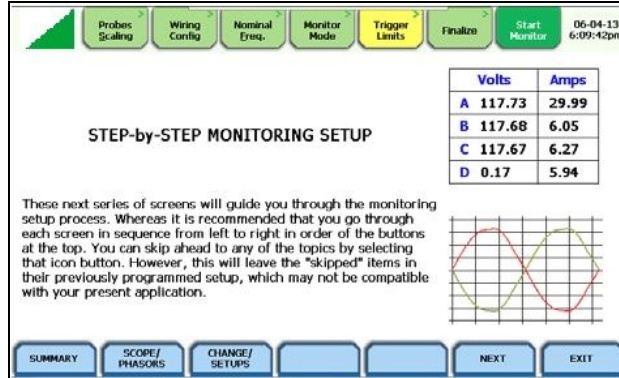 Probes Scaling
Wiring Config
Nominal Freq.
Monitor Mode
Trigger Limits
Finalize
Start Monitor
06-04-13
6:09:42pm
Volts Amps
A 117.73 29.99
B 117.68 6.05
C 117.67 6.27
D 0.17 5.94
STEP-by-STEP MONITORING SETUP
These next series of screens will guide you through the monitoring
setup process. Whereas it is recommended that you go through
each screen in sequence from left to right in order of the buttons
at the top. You can skip ahead to any of the topics by selecting
that icon button. However, this will leave the "skipped" items in
their previously programmed setup, which may not be compatible
with your present application.
SUMMARY
SCOPE/
PHASORS
CHANGE/
SETUPS
NEXT
EXIT